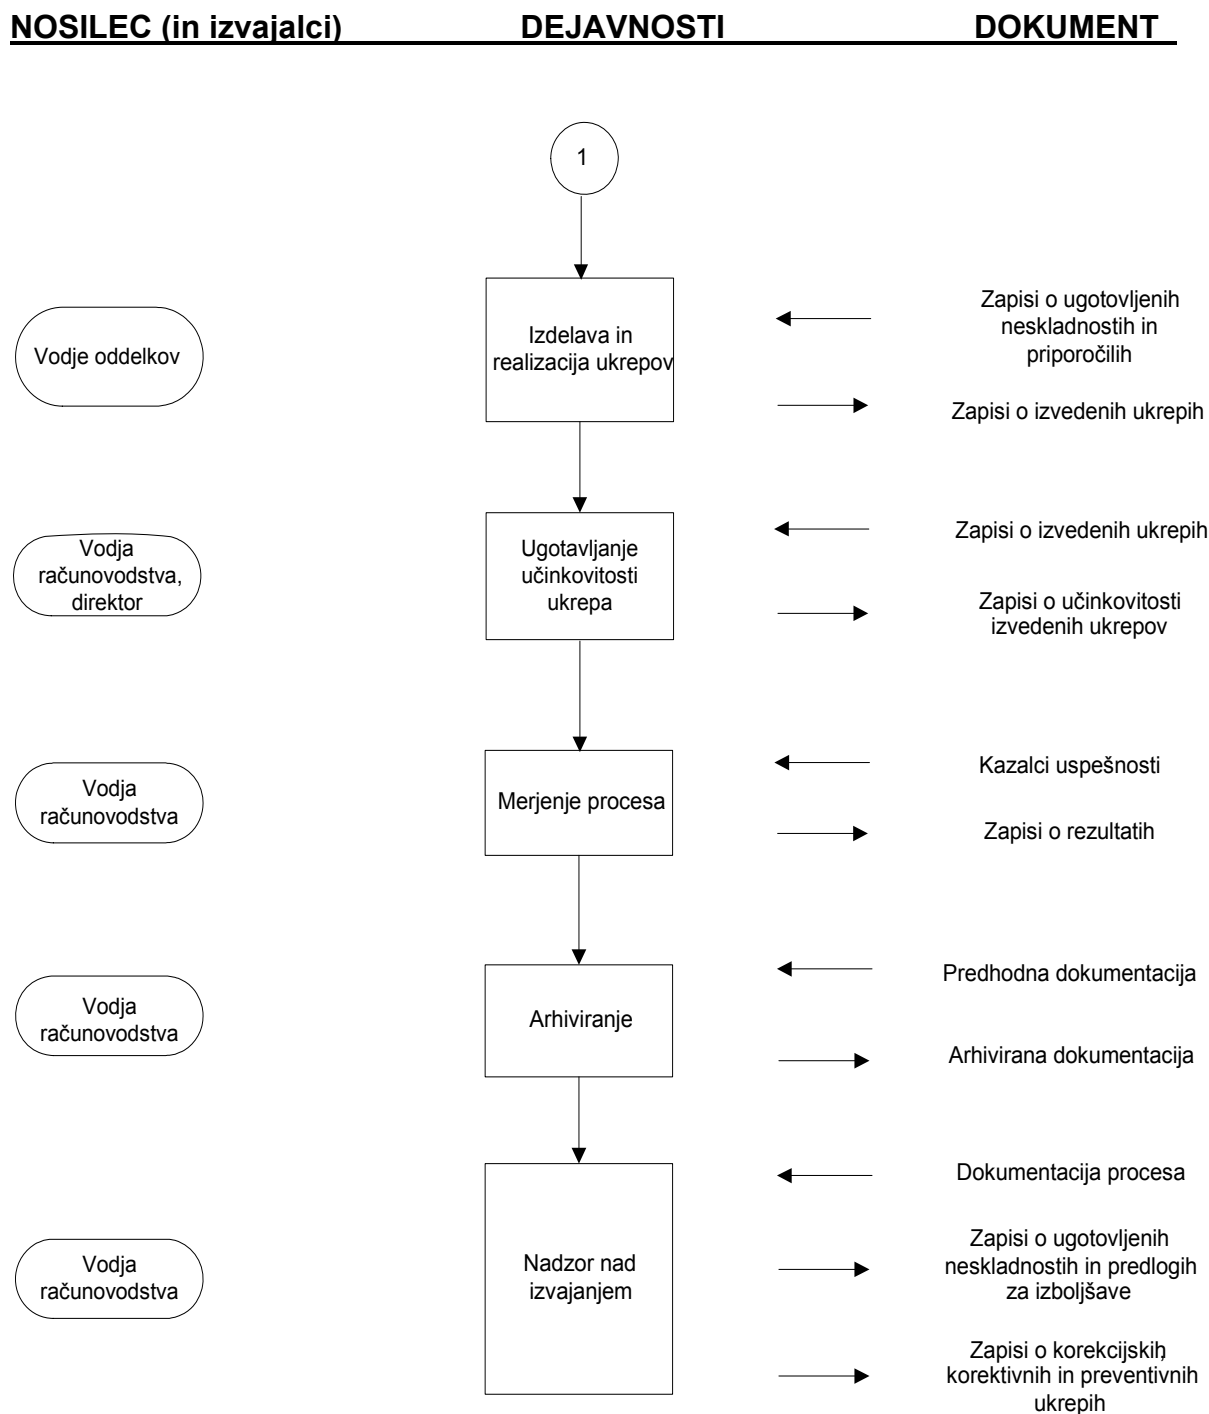 NOSILEC (in izvajalci) DEJAVNOSTI DOKUMENT
1
Vodje oddelkov
Izdelava in
realizacija ukrepov
Zapisi o ugotovljenih
neskladnostih in
priporočilih
Zapisi o izvedenih ukrepih
Vodja
računovodstva,
direktor
Ugotavljanje
učinkovitosti
ukrepa
Zapisi o izvedenih ukrepih
Zapisi o učinkovitosti
izvedenih ukrepov
Vodja
računovodstva
Merjenje procesa
Kazalci uspešnosti
Zapisi o rezultatih
Vodja
računovodstva
Arhiviranje
Predhodna dokumentacija
Arhivirana dokumentacija
Vodja
računovodstva
Nadzor nad
izvajanjem
Dokumentacija procesa
Zapisi o ugotovljenih
neskladnostih in predlogih
za izboljšave
Zapisi o korekcijskih,
korektivnih in preventivnih
ukrepih